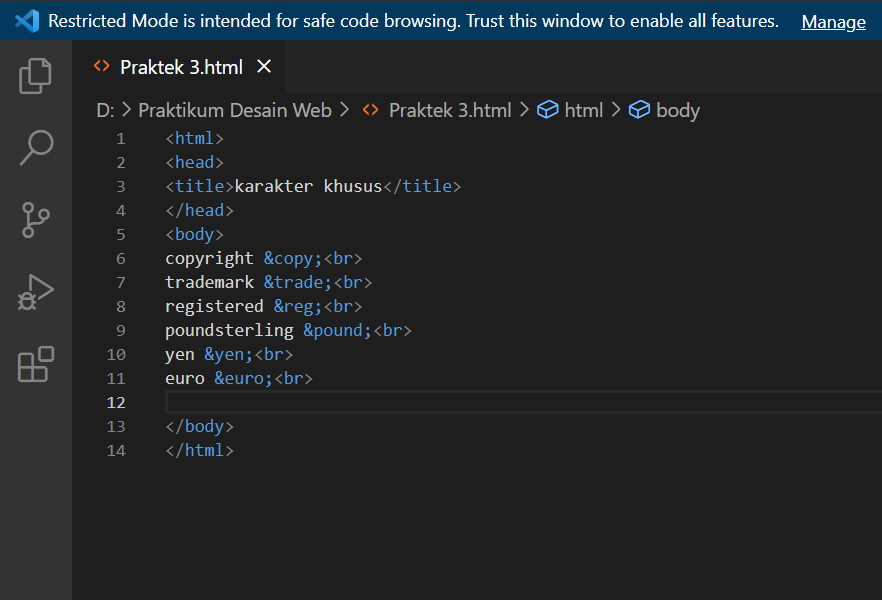 Restricted Mode is intended for safe code browsing. Trust this window to enable all features. Manage
Praktek 3.html
D: > Praktikum Desain Web > Praktek 3.html > html > body
1 <html>
2 <head>
3 <title>karakter khusus</title>
4 </head>
5 <body>
6 copyright &copy;<br>
7 trademark &trade;<br>
8 registered &reg;<br>
9 poundsterling &pound;<br>
10 yen &yen;<br>
11 euro &euro;<br>
12
13 </body>
14 </html>